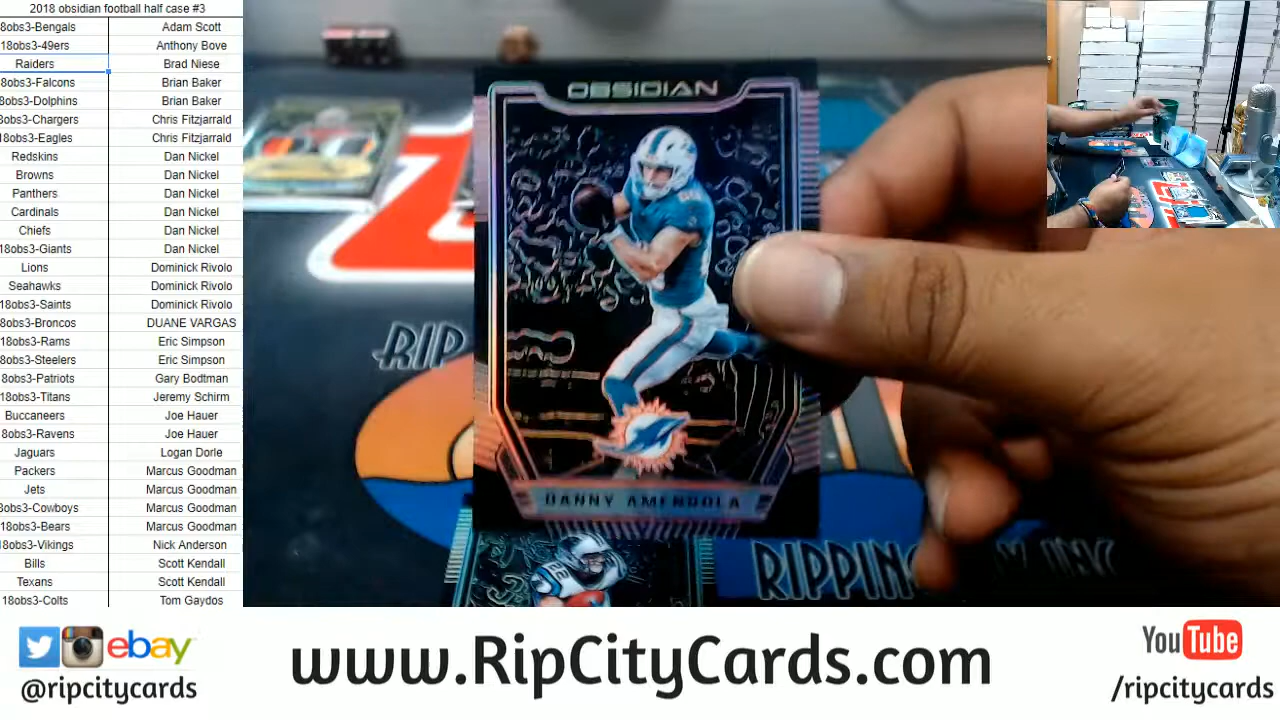 2018 obsidian football half case #3
8obs3-Bengals Adam Scott
18obs3-49ers Anthony Bove
Raiders Brad Niese
8obs3-Falcons Brian Baker
8obs3-Dolphins Brian Baker
8obs3-Chargers Chris Fitzjarrald
18obs3-Eagles Chris Fitzjarrald
Redskins Dan Nickel
Browns Dan Nickel
Panthers Dan Nickel
Cardinals Dan Nickel
Chiefs Dan Nickel
18obs3-Giants Dan Nickel
Lions Dominick Rivolo
Seahawks Dominick Rivolo
18obs3-Saints Dominick Rivolo
8obs3-Broncos DUANE VARGAS
18obs3-Rams Eric Simpson
18obs3-Steelers Eric Simpson
8obs3-Patriots Gary Bodtman
18obs3-Titans Jeremy Schirm
Buccaneers Joe Hauer
8obs3-Ravens Joe Hauer
Jaguars Logan Dorle
Packers Marcus Goodman
Jets Marcus Goodman
8obs3-Cowboys Marcus Goodman
18obs3-Bears Marcus Goodman
18obs3-Vikings Nick Anderson
Bills Scott Kendall
Texans Scott Kendall
18obs3-Colts Tom Gaydos
OBSIDIAN
DANNY AMENDOLA
RIP
RIPPIN
ebay
@ripcitycards
www.RipCityCards.com
YouTube
/ripcitycards